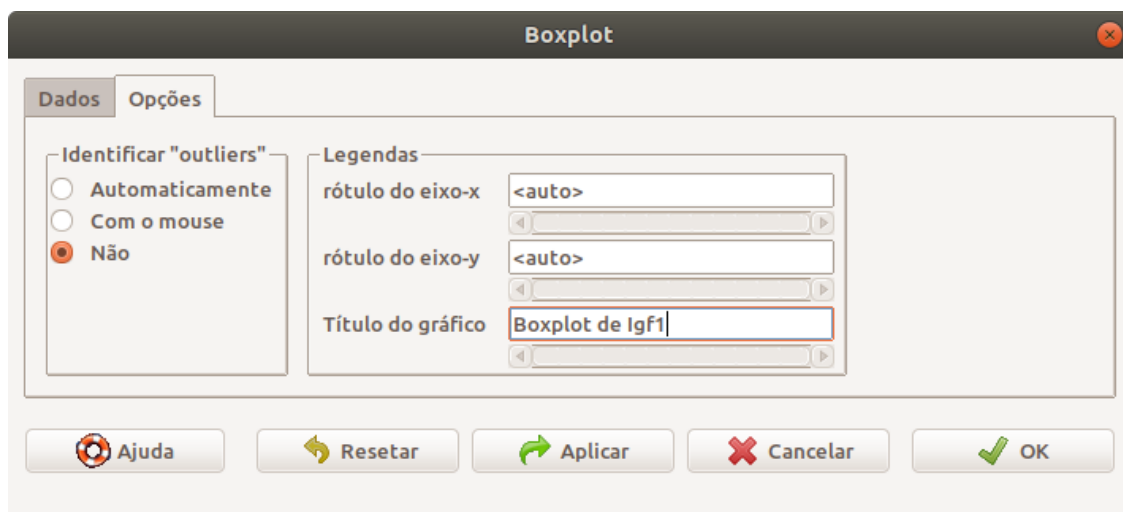 Boxplot
Dados Opções
Identificar "outliers"
Automaticamente
Com o mouse
Não
Legendas
rótulo do eixo-x <auto>
rótulo do eixo-y <auto>
Título do gráfico Boxplot de Igf1
Ajuda Resetar Aplicar Cancelar OK